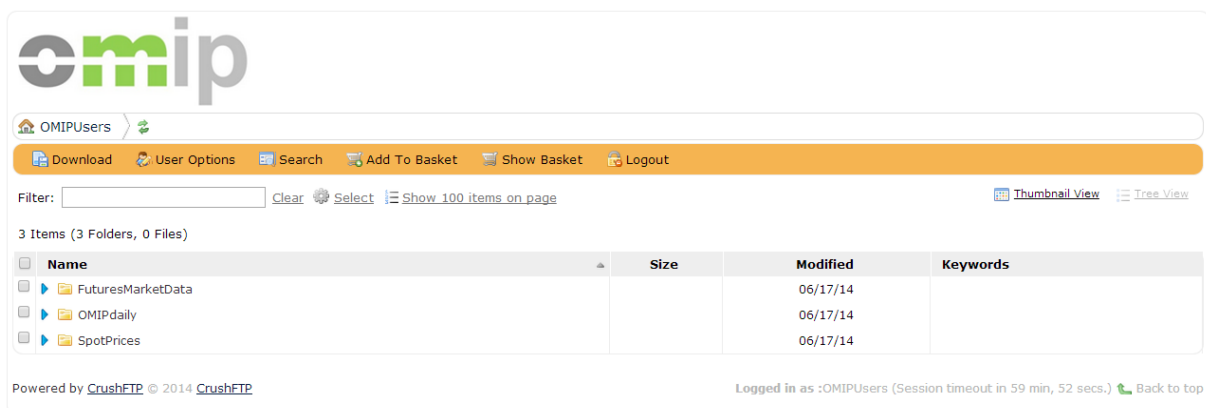 omip
OMIPUsers
Download User Options Search Add To Basket Show Basket Logout
Filter: Clear Select Show 100 items on page Thumbnail View Tree View
3 Items (3 Folders, 0 Files)
Name Size Modified Keywords
FuturesMarketData 06/17/14
OMIPdaily 06/17/14
SpotPrices 06/17/14
Powered by CrushFTP © 2014 CrushFTP Logged in as :OMIPUsers (Session timeout in 59 min, 52 secs.) Back to top